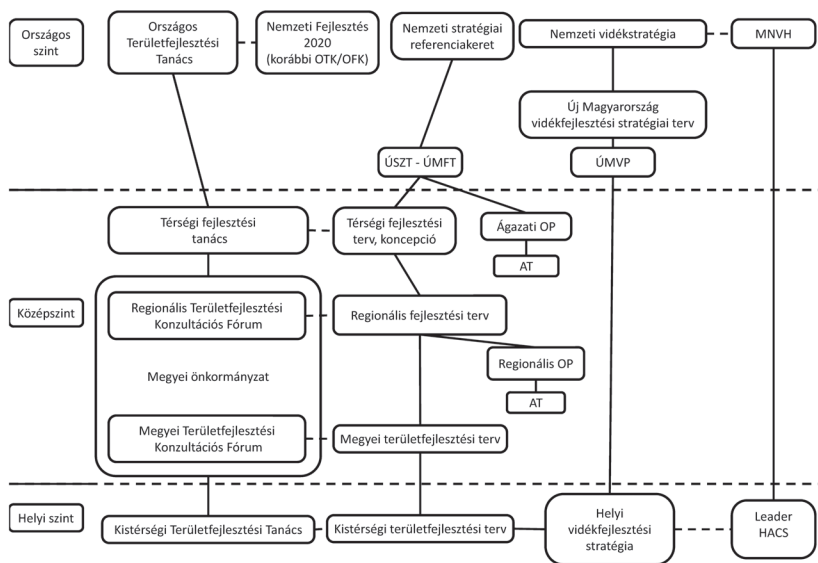 Országos
szint
Országos
Területfejlesztési
Tanács
Nemzeti Fejlesztés
2020
(korábbi OTK/OFK)
Nemzeti stratégiai
referenciakeret
Nemzeti vidékstratégia
MNVH
Új Magyarország
vidékfejlesztési stratégiai terv
ÚSZT - ÚMFT
ÚMVP
Térségi fejlesztési
tanács
Térségi fejlesztési
terv, koncepció
Ágazati OP
AT
Középszint
Regionális Területfejlesztési
Konzultációs Fórum
Regionális fejlesztési terv
Megyei önkormányzat
Regionális OP
AT
Megyei Területfejlesztési
Konzultációs Fórum
Megyei területfejlesztési terv
Helyi szint
Kistérségi Területfejlesztési Tanács
Kistérségi területfejlesztési terv
Helyi
vidékfejlesztési
stratégia
Leader
HACS